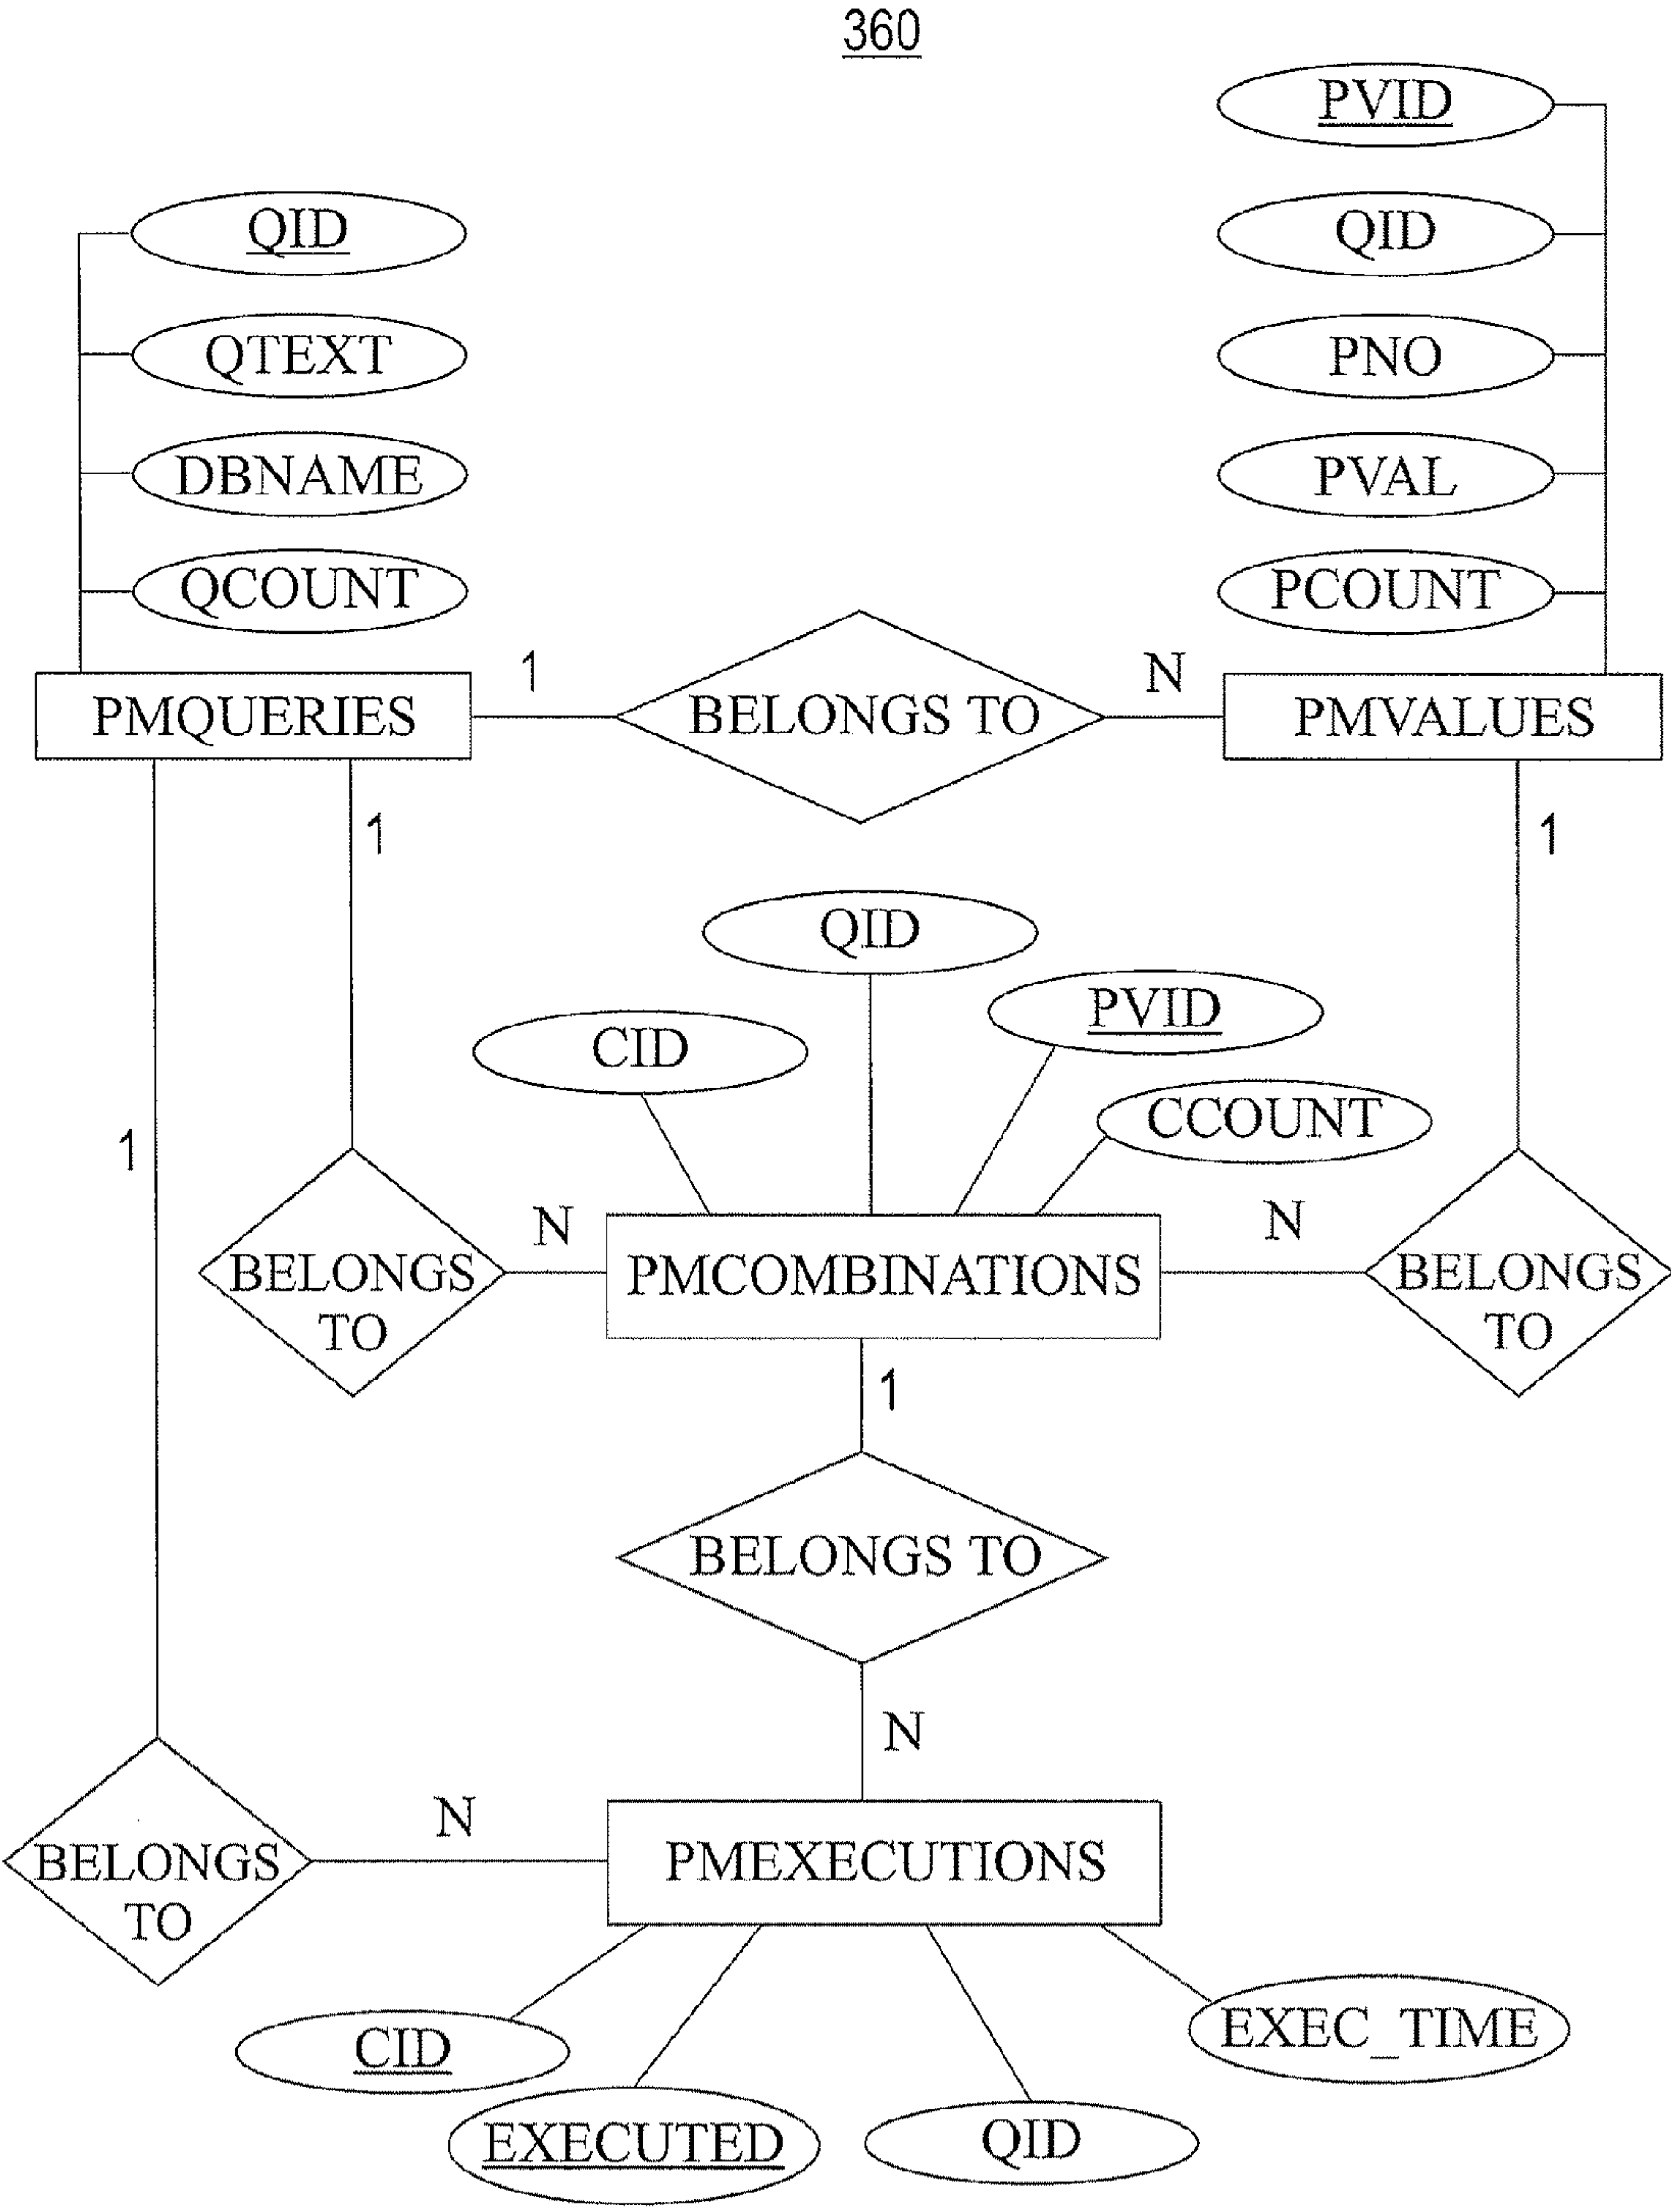 360
PVID
QID
QID
QTEXT
PNO
DBNAME
PVAL
QCOUNT
PCOUNT
1
N
PMQUERIES
BELONGS TO
PMVALUES
1
1
QID
PVID
CID
CCOUNT
1
N
N
BELONGS
TO
PMCOMBINATIONS
BELONGS
TO
1
BELONGS TO
N
N
BELONGS
TO
PMEXECUTIONS
EXEC_TIME
CID
EXECUTED
QID